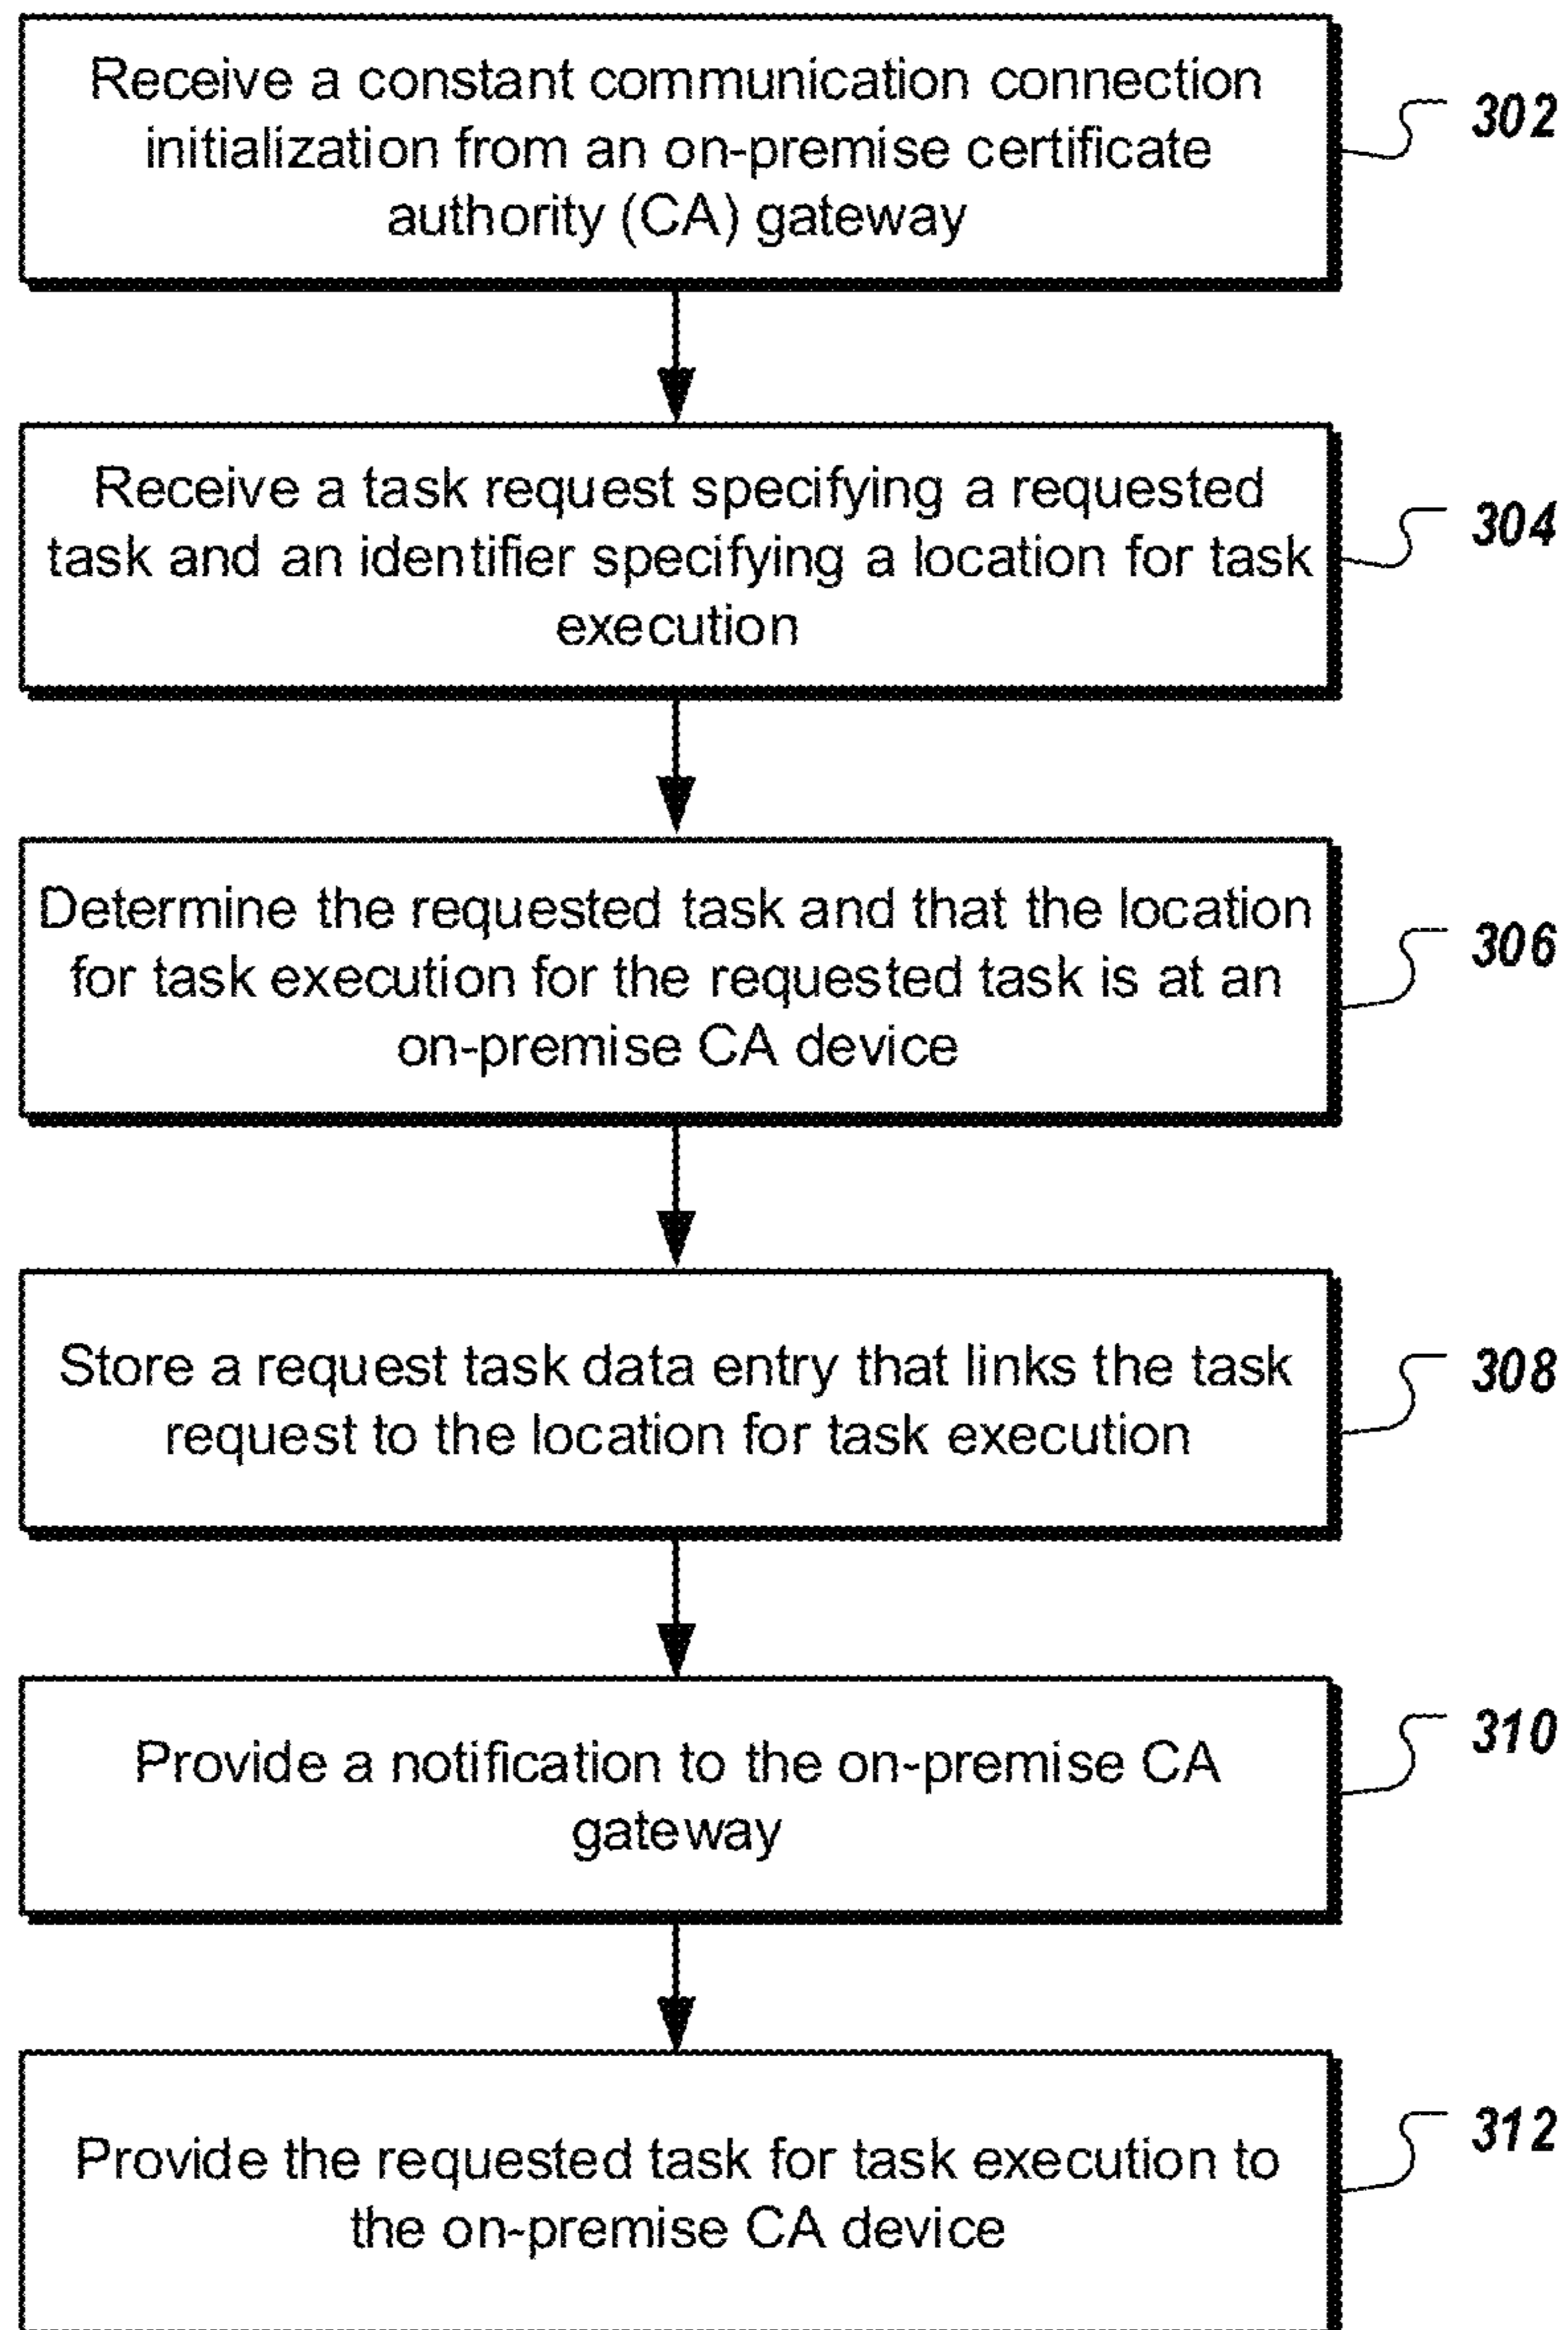 Receive a constant communication connection
initialization from an on-premise certificate
authority (CA) gateway
302
Receive a task request specifying a requested
task and an identifier specifying a location for task
execution
304
Determine the requested task and that the location
for task execution for the requested task is at an
on-premise CA device
306
Store a request task data entry that links the task
request to the location for task execution
308
Provide a notification to the on-premise CA
gateway
310
Provide the requested task for task execution to
the on-premise CA device
312